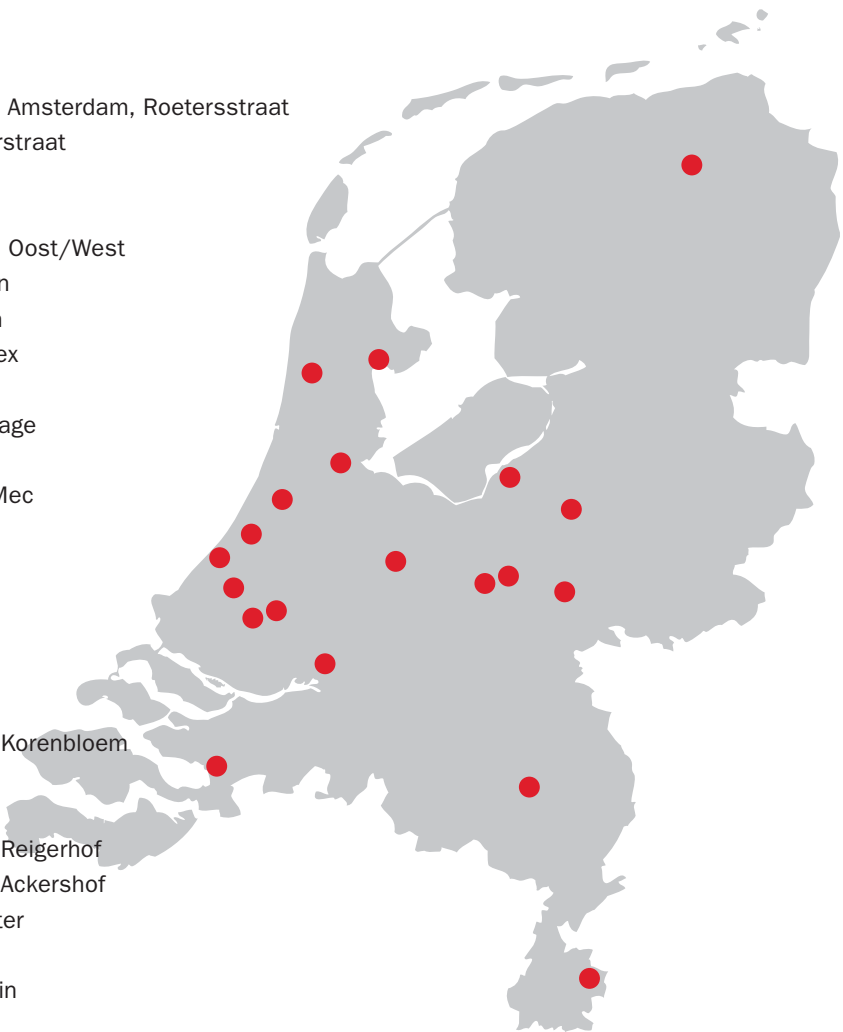 Amsterdam, Roetersstraat
rstraat
Oost/West
n
ex
age
Mec
Korenbloem
Reigerhof
Ackershof
ter
in